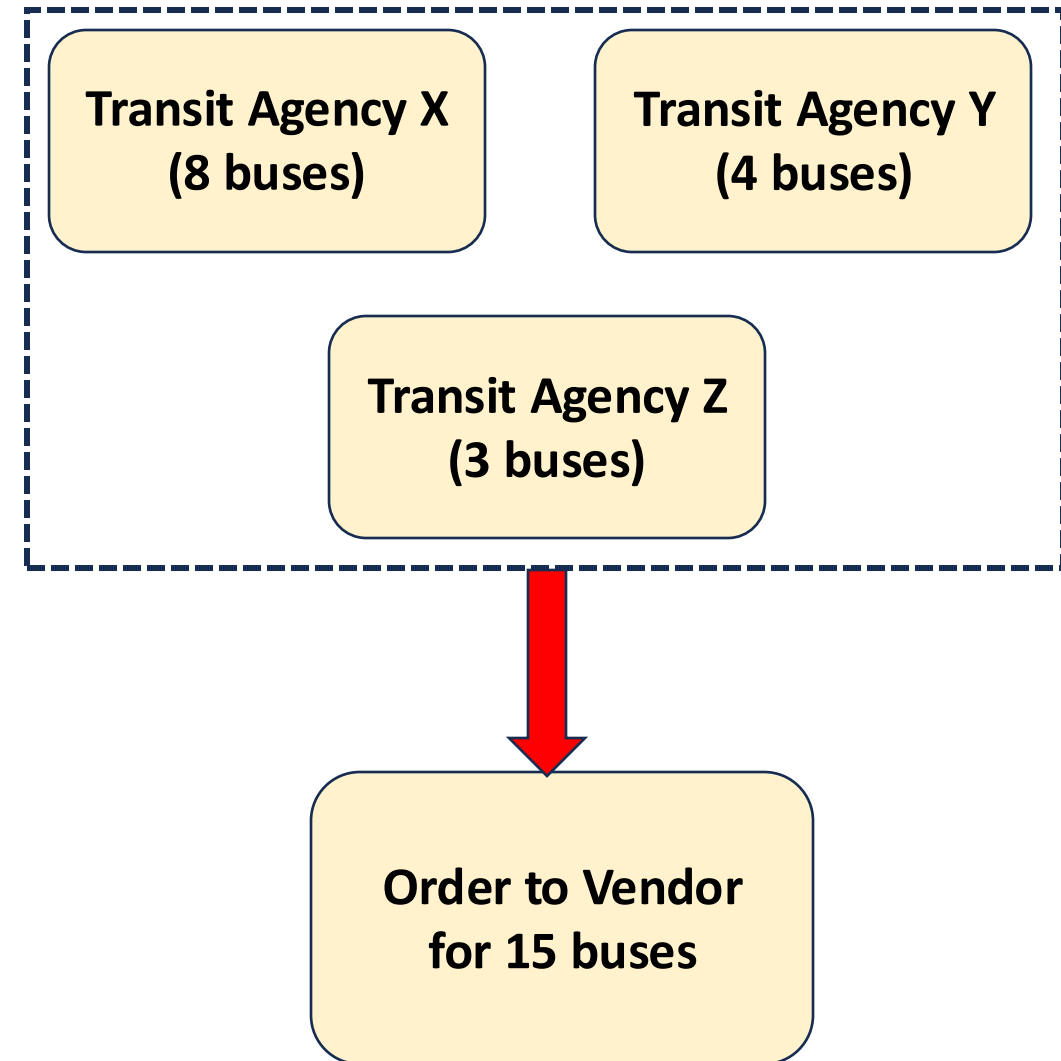 Transit Agency X
(8 buses)
Transit Agency Y
(4 buses)
Transit Agency Z
(3 buses)
Order to Vendor
for 15 buses